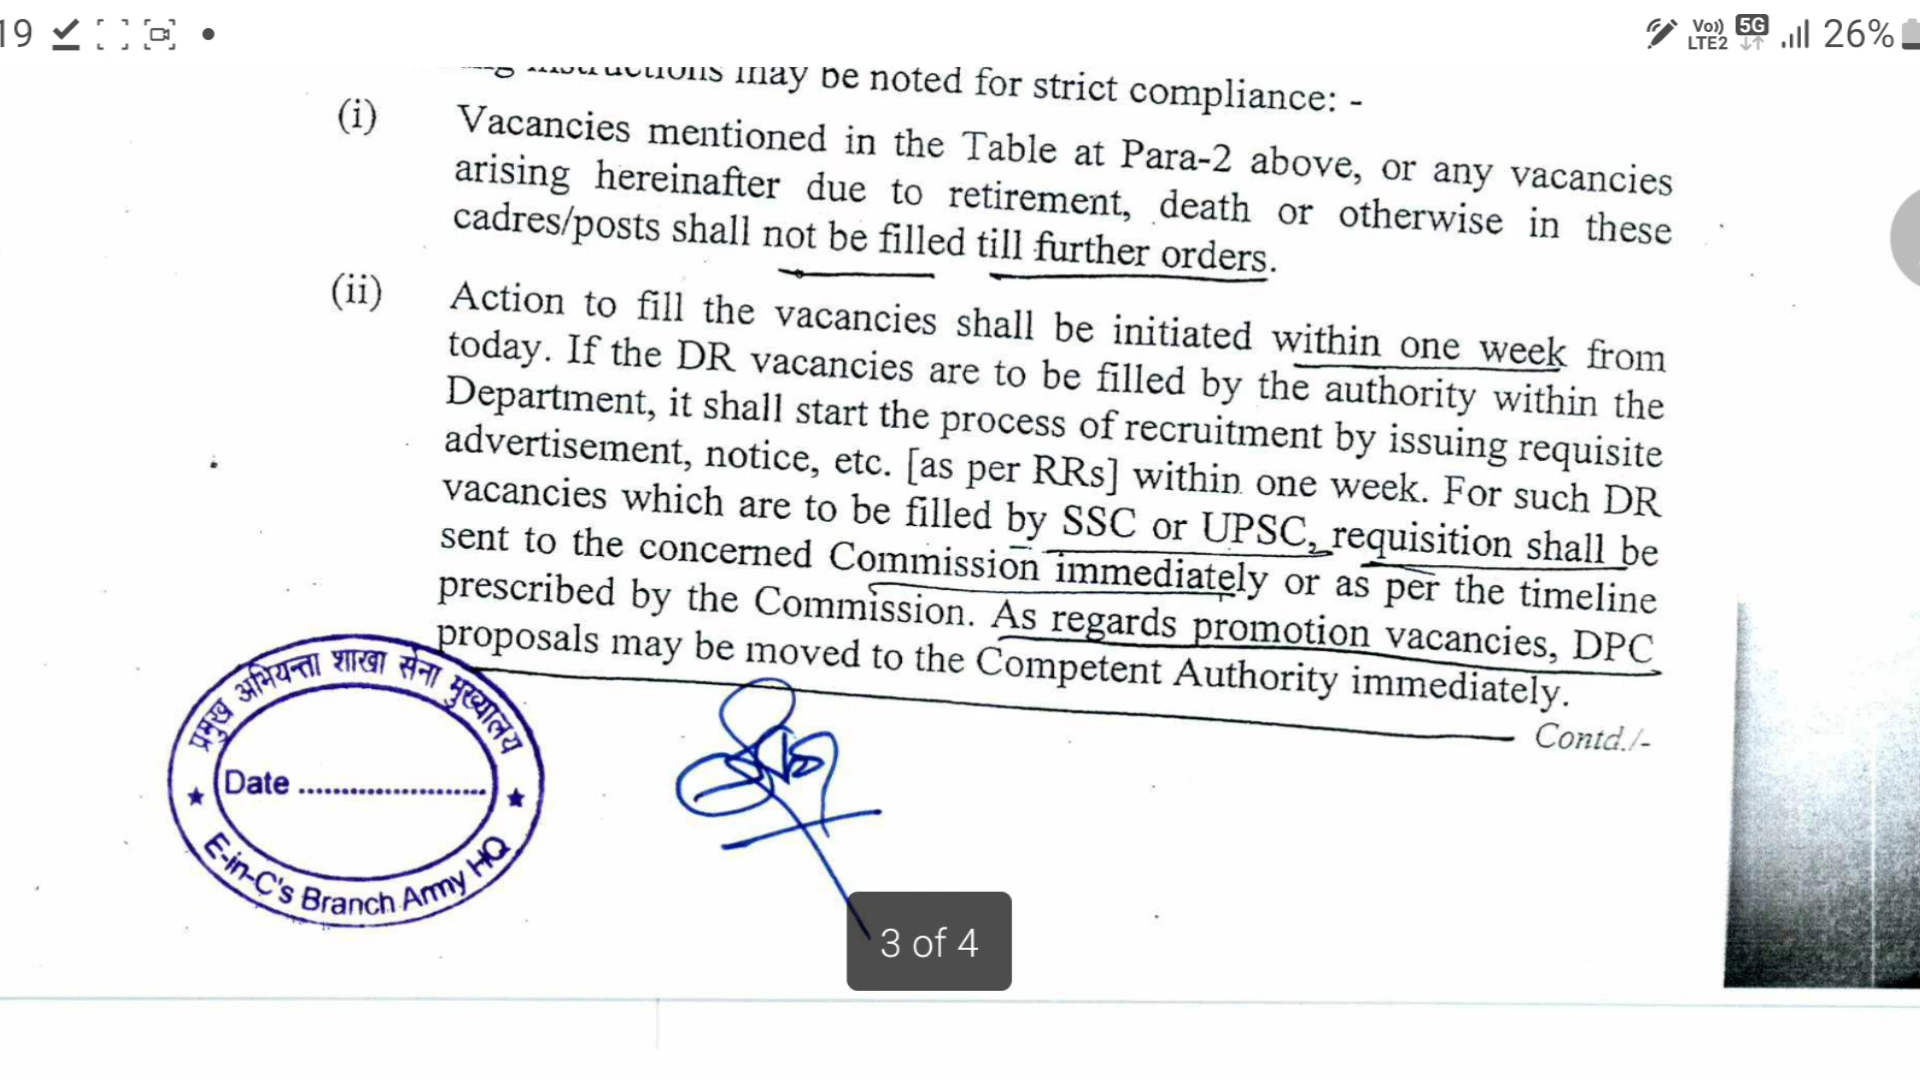 19
Vo)) LTE2 5G 26%
instructions may be noted for strict compliance: -
(i) Vacancies mentioned in the Table at Para-2 above, or any vacancies
arising hereinafter due to retirement, death or otherwise in these
cadres/posts shall not be filled till further orders.
(ii) Action to fill the vacancies shall be initiated within one week from
today. If the DR vacancies are to be filled by the authority within the
Department, it shall start the process of recruitment by issuing requisite
advertisement, notice, etc. [as per RRs] within one week. For such DR
vacancies which are to be filled by SSC or UPSC, requisition shall be
sent to the concerned Commission immediately or as per the timeline
prescribed by the Commission. As regards promotion vacancies, DPC
proposals may be moved to the Competent Authority immediately.
Contd./-
प्रमुख अभियन्ता शाखा सेना मुख्यालय
Date ........................
E-in-C's Branch Army HQ
3 of 4